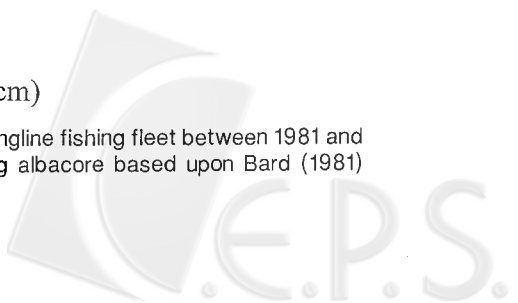 cm)
ngline fishing fleet between 1981 and
g albacore based upon Bard (1981)
C.E.P.S.